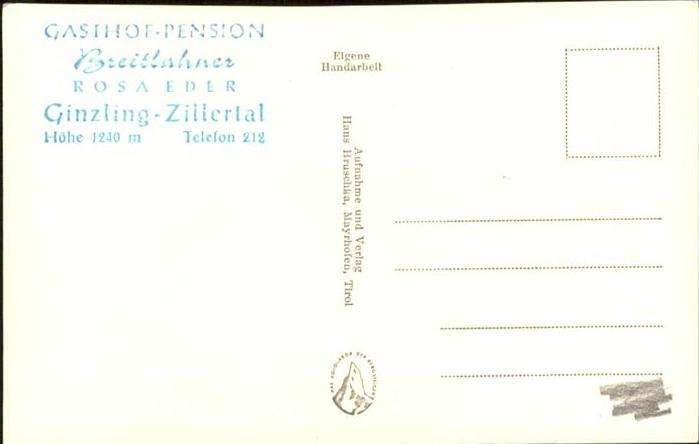 GASTHOF-PENSION
Breitlahner
ROSA EDER
Ginzling-Zillertal
Höhe 1240 m Telefon 212
Eigene
Handarbeit
Aufnahme und Verlag
Hans Hruschka, Mayrhofen, Tirol